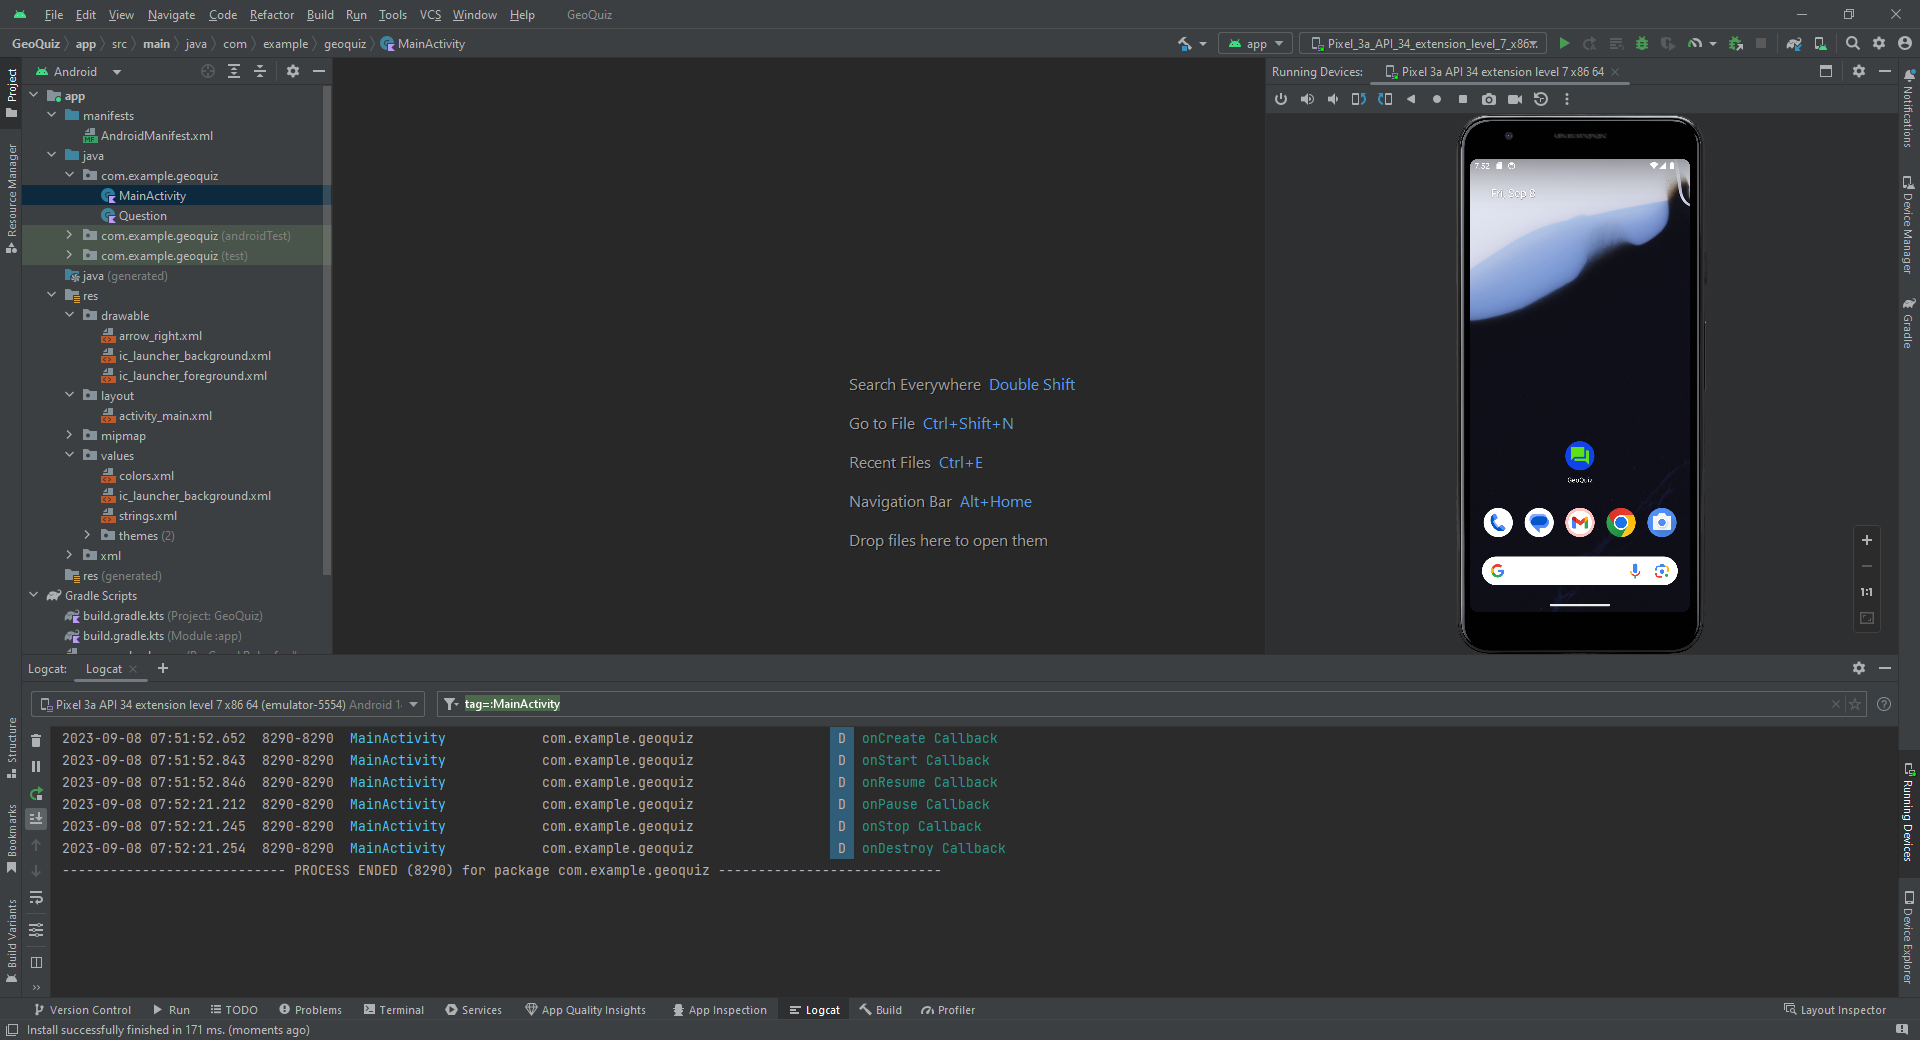 File Edit View Navigate Code Refactor Build Run Tools VCS Window Help GeoQuiz
GeoQuiz app src main java com example geoquiz MainActivity
app Pixel_3a_API_34_extension_level_7_x86
Project
Resource Manager
Structure
Bookmarks
Build Variants
Android
app
manifests
AndroidManifest.xml
java
com.example.geoquiz
MainActivity
Question
com.example.geoquiz (androidTest)
com.example.geoquiz (test)
java (generated)
res
drawable
arrow_right.xml
ic_launcher_background.xml
ic_launcher_foreground.xml
layout
activity_main.xml
mipmap
values
colors.xml
ic_launcher_background.xml
strings.xml
themes (2)
xml
res (generated)
Gradle Scripts
build.gradle.kts (Project: GeoQuiz)
build.gradle.kts (Module :app)
Search Everywhere Double Shift
Go to File Ctrl+Shift+N
Recent Files Ctrl+E
Navigation Bar Alt+Home
Drop files here to open them
Running Devices: Pixel 3a API 34 extension level 7 x86 64
7:52
Fri, Sep 8
GeoQuiz
1:1
Notifications
Device Manager
Gradle
Running Devices
Device Explorer
Logcat: Logcat
Pixel 3a API 34 extension level 7 x86 64 (emulator-5554) Android 1
tag=:MainActivity
2023-09-08 07:51:52.652 8290-8290 MainActivity com.example.geoquiz D onCreate Callback
2023-09-08 07:51:52.843 8290-8290 MainActivity com.example.geoquiz D onStart Callback
2023-09-08 07:51:52.846 8290-8290 MainActivity com.example.geoquiz D onResume Callback
2023-09-08 07:52:21.212 8290-8290 MainActivity com.example.geoquiz D onPause Callback
2023-09-08 07:52:21.245 8290-8290 MainActivity com.example.geoquiz D onStop Callback
2023-09-08 07:52:21.254 8290-8290 MainActivity com.example.geoquiz D onDestroy Callback
---------------------------- PROCESS ENDED (8290) for package com.example.geoquiz ----------------------------
Version Control Run TODO Problems Terminal Services App Quality Insights App Inspection Logcat Build Profiler Layout Inspector
Install successfully finished in 171 ms. (moments ago)